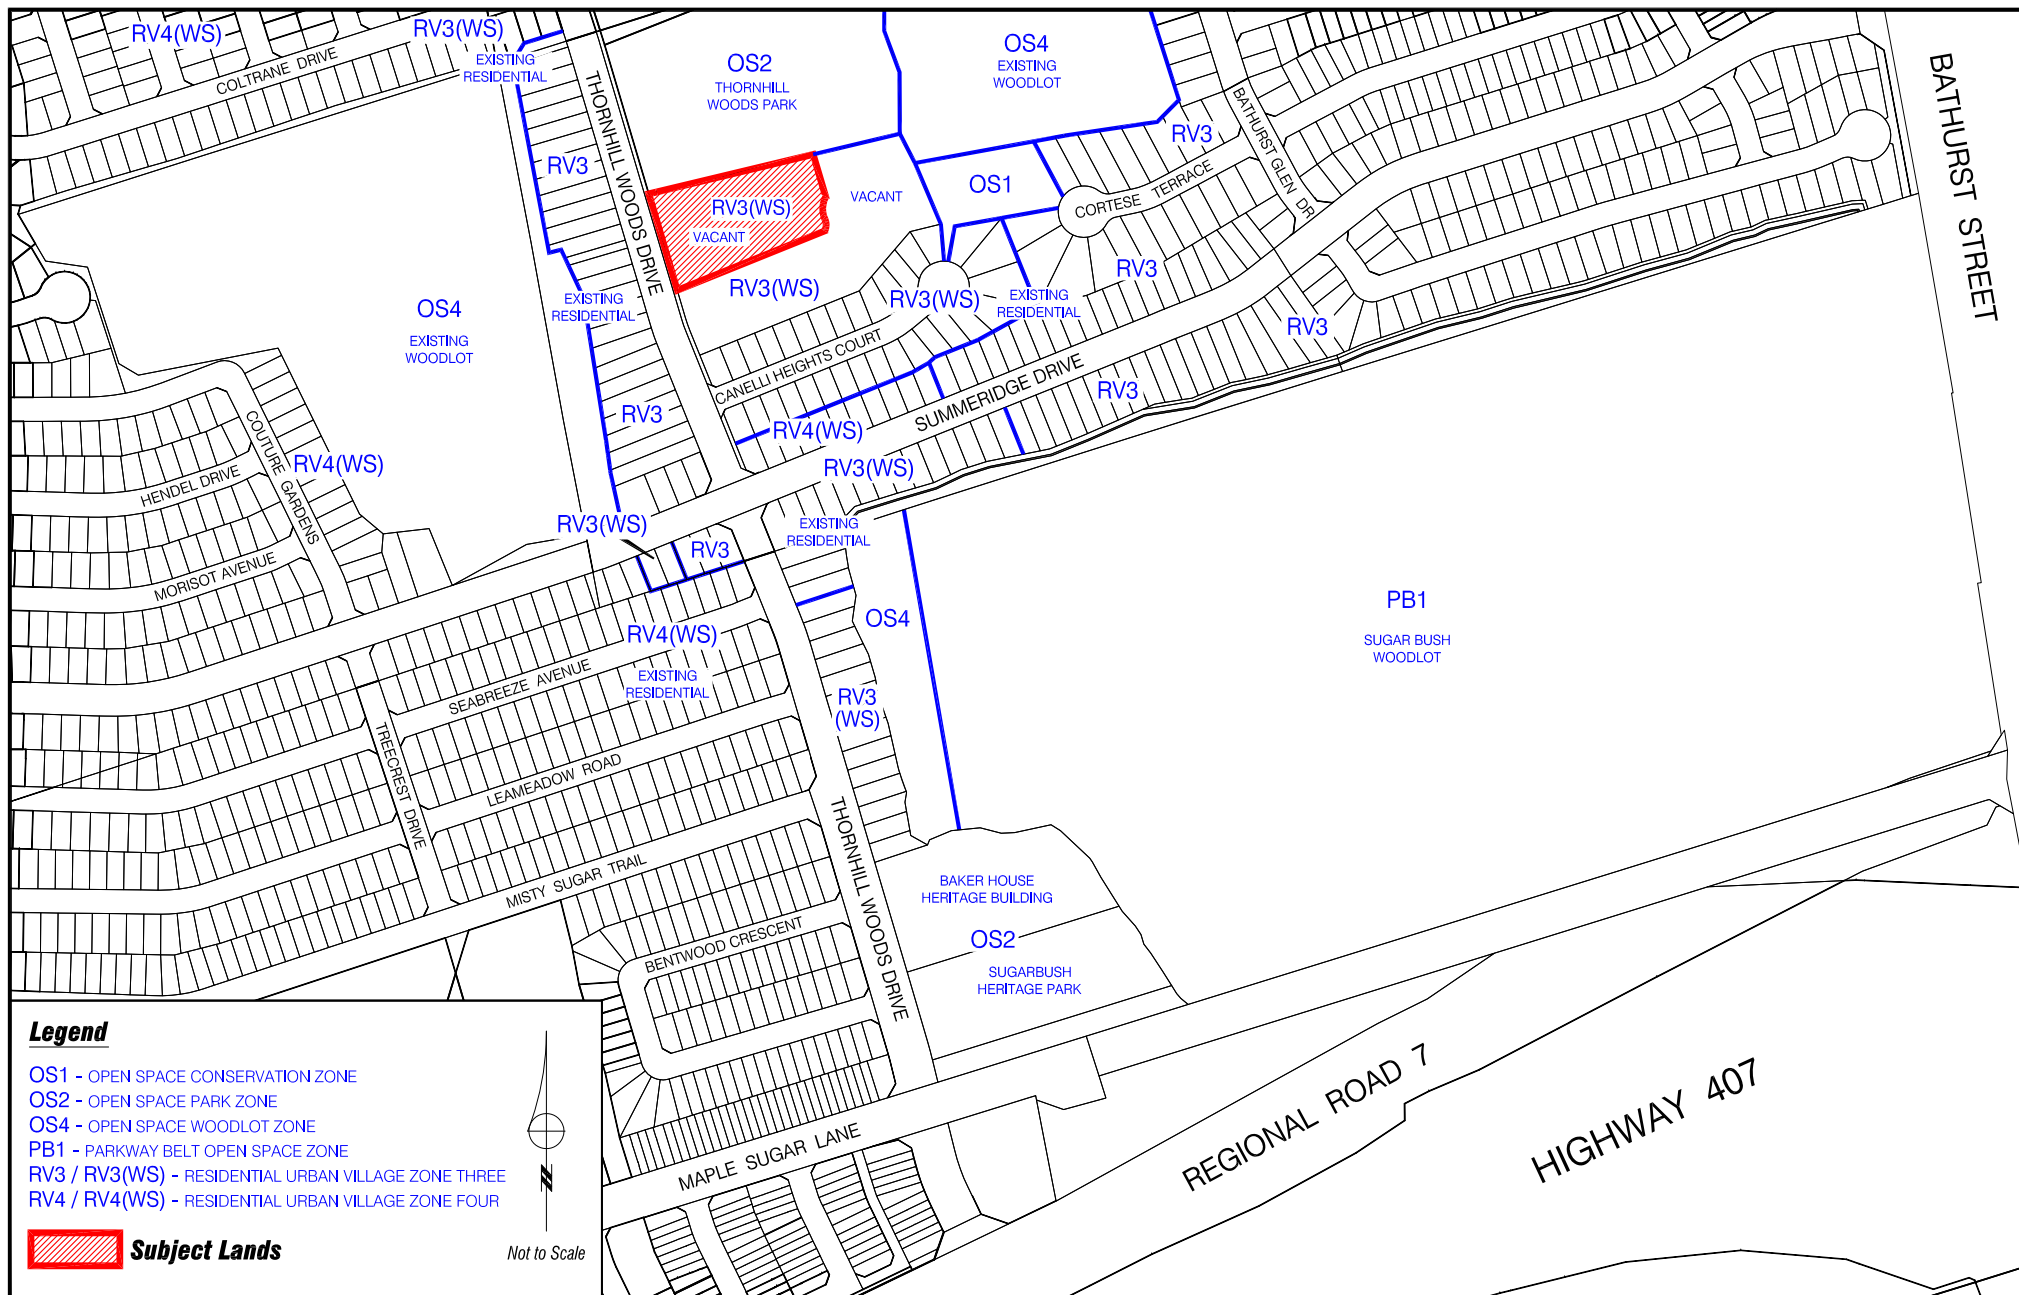 RV4(WS)
RV3(WS)
COLTRANE DRIVE
EXISTING
RESIDENTIAL
THORNHILL WOODS DRIVE
OS2
THORNHILL
WOODS PARK
OS4
EXISTING
WOODLOT
BATHURST GLEN DR
BATHURST STREET
RV3
RV3
OS1
CORTESE TERRACE
RV3(WS)
VACANT
VACANT
RV3(WS)
RV3(WS)
RV3
EXISTING
RESIDENTIAL
EXISTING
RESIDENTIAL
OS4
EXISTING
WOODLOT
RV3
CANELLI HEIGHTS COURT
SUMMERIDGE DRIVE
RV3
RV3
RV4(WS)
RV3(WS)
COUTURE GARDENS
RV4(WS)
HENDEL DRIVE
MORISOT AVENUE
RV3(WS)
RV3
EXISTING
RESIDENTIAL
OS4
PB1
SUGAR BUSH
WOODLOT
RV4(WS)
EXISTING
RESIDENTIAL
SEABREEZE AVENUE
RV3
(WS)
TREECREST DRIVE
LEAMEADOW ROAD
MISTY SUGAR TRAIL
THORNHILL WOODS DRIVE
BAKER HOUSE
HERITAGE BUILDING
OS2
SUGARBUSH
HERITAGE PARK
BENTWOOD CRESCENT
MAPLE SUGAR LANE
REGIONAL ROAD 7
HIGHWAY 407
Legend
OS1 - OPEN SPACE CONSERVATION ZONE
OS2 - OPEN SPACE PARK ZONE
OS4 - OPEN SPACE WOODLOT ZONE
PB1 - PARKWAY BELT OPEN SPACE ZONE
RV3 / RV3(WS) - RESIDENTIAL URBAN VILLAGE ZONE THREE
RV4 / RV4(WS) - RESIDENTIAL URBAN VILLAGE ZONE FOUR
Subject Lands
N
Not to Scale